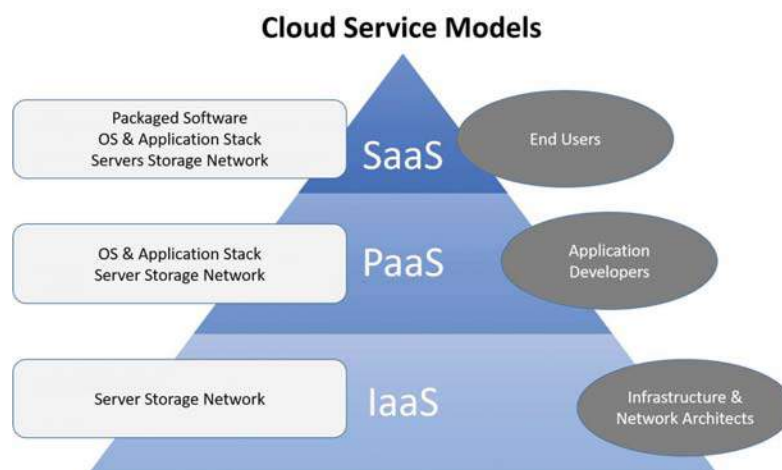 Cloud Service Models
Packaged Software
OS & Application Stack
Servers Storage Network
SaaS
End Users
OS & Application Stack
Server Storage Network
PaaS
Application
Developers
Server Storage Network
IaaS
Infrastructure &
Network Architects